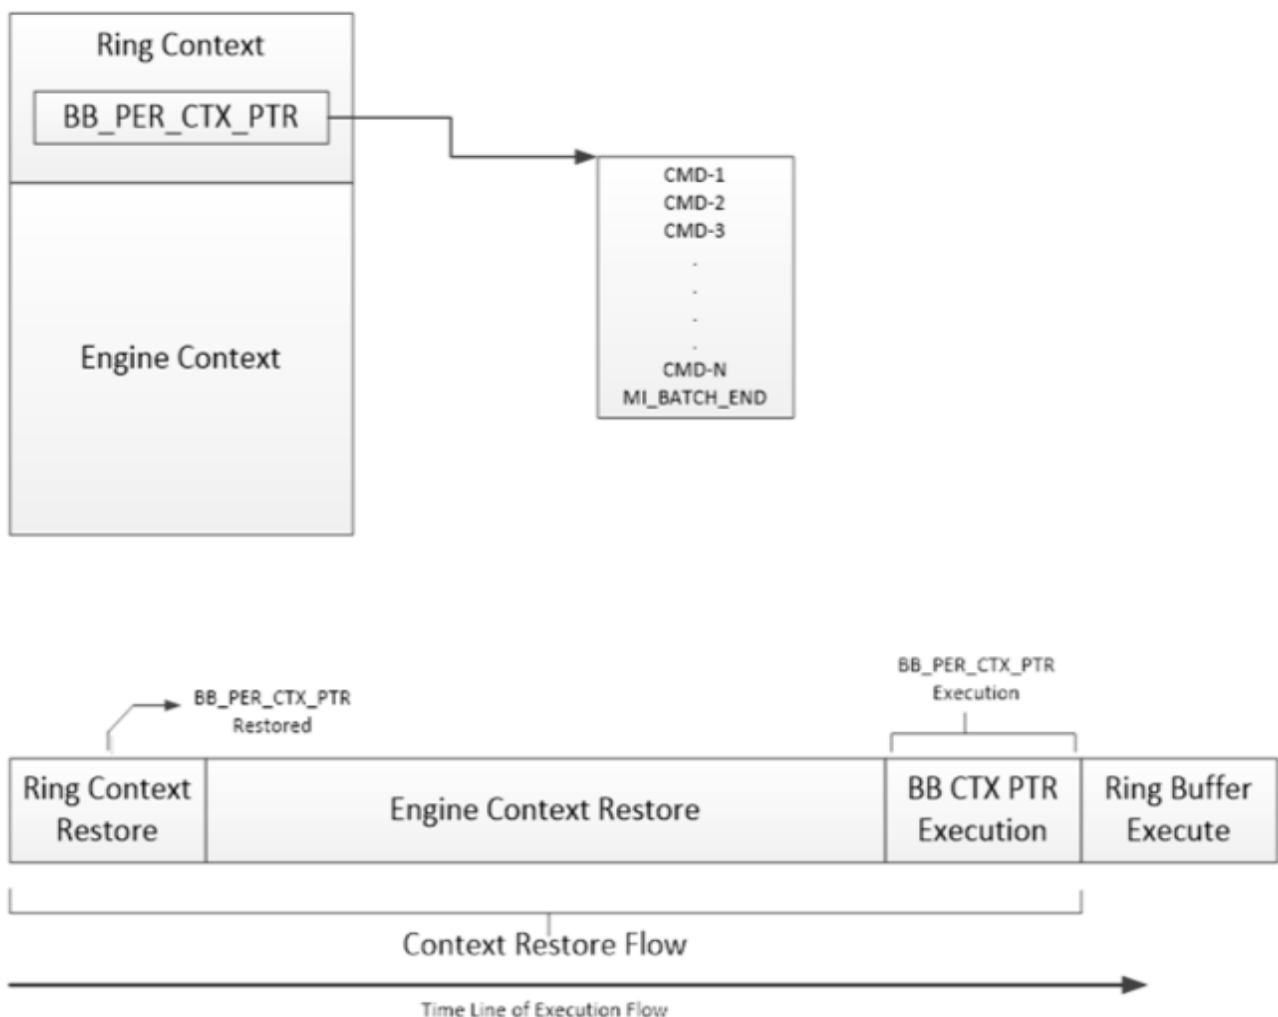 Ring Context
BB_PER_CTX_PTR
Engine Context
CMD-1
CMD-2
CMD-3
.
.
.
.
CMD-N
MI_BATCH_END
BB_PER_CTX_PTR
Restored
BB_PER_CTX_PTR
Execution
Ring Context
Restore
Engine Context Restore
BB CTX PTR
Execution
Ring Buffer
Execute
Context Restore Flow
Time Line of Execution Flow